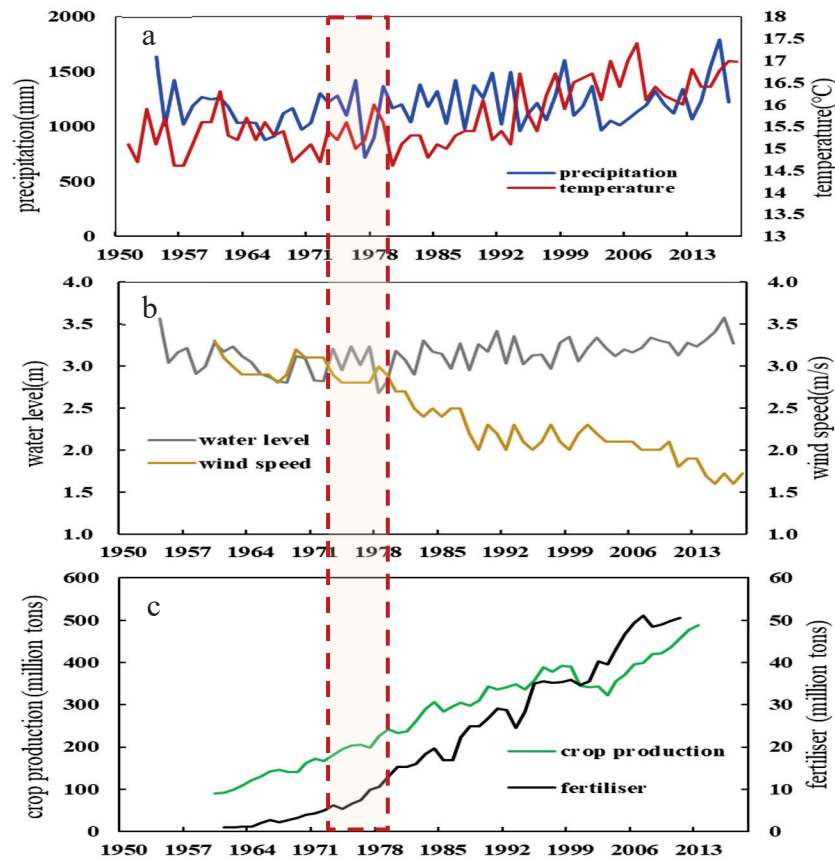 a
precipitation(mm)
2000
1500
1000
500
0
temperature(°C)
18
17.5
17
16.5
16
15.5
15
14.5
14
13.5
13
precipitation
temperature
1950 1957 1964 1971 1978 1985 1992 1999 2006 2013
b
water level(m)
4.0
3.5
3.0
2.5
2.0
1.5
1.0
wind speed(m/s)
4.0
3.5
3.0
2.5
2.0
1.5
1.0
water level
wind speed
1950 1957 1964 1971 1978 1985 1992 1999 2006 2013
c
crop production (million tons)
600
500
400
300
200
100
0
fertiliser (million tons)
60
50
40
30
20
10
0
crop production
fertiliser
1950 1957 1964 1971 1978 1985 1992 1999 2006 2013